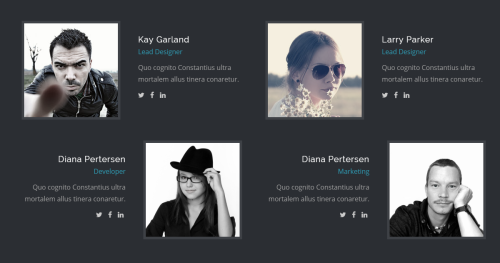 Kay Garland
Lead Designer
Quo cognito Constantius ultra
mortalem allus tinera conaretur.
Larry Parker
Lead Designer
Quo cognito Constantius ultra
mortalem allus tinera conaretur.
Diana Pertersen
Developer
Quo cognito Constantius ultra
mortalem allus tinera conaretur.
Diana Pertersen
Marketing
Quo cognito Constantius ultra
mortalem allus tinera conaretur.